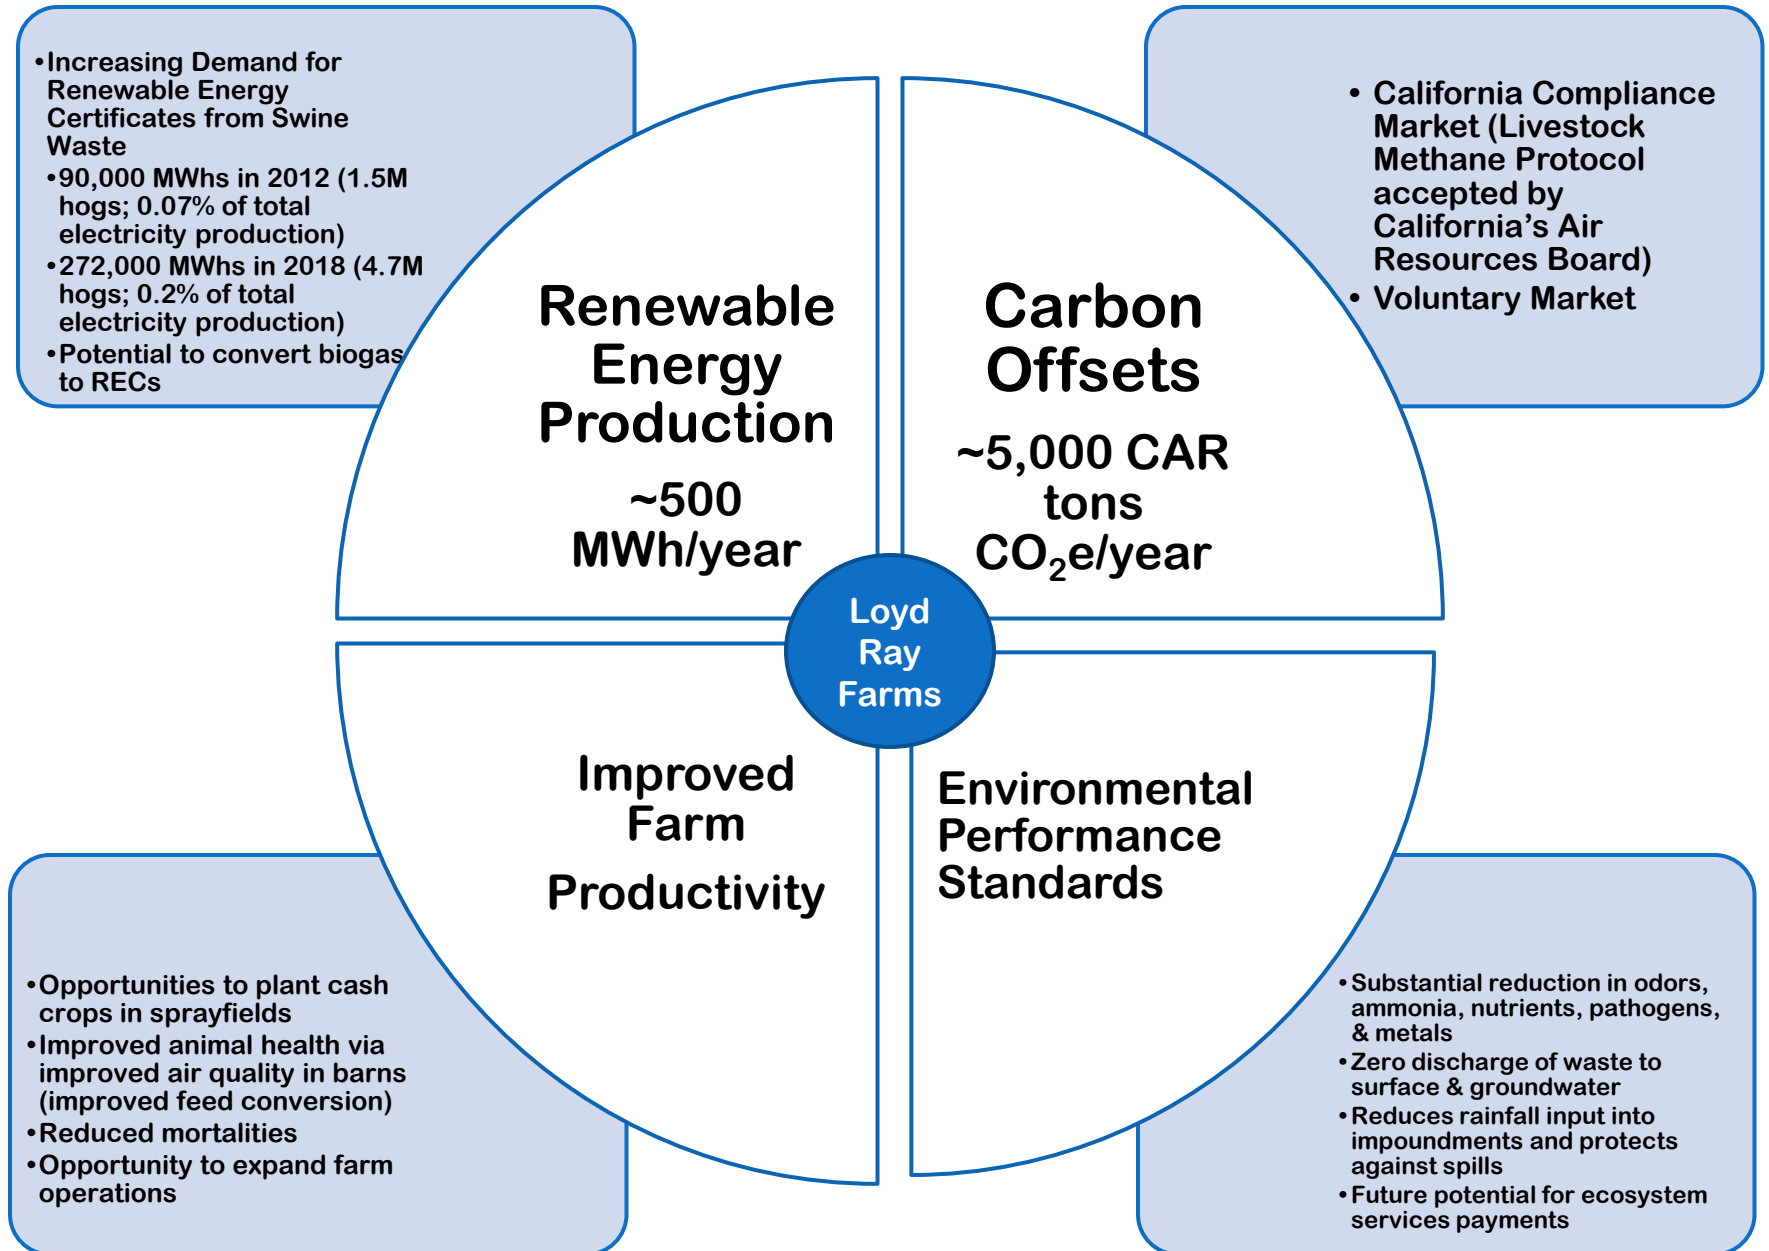 •Increasing Demand for
Renewable Energy
Certificates from Swine
Waste
•90,000 MWhs in 2012 (1.5M
hogs; 0.07% of total
electricity production)
•272,000 MWhs in 2018 (4.7M
hogs; 0.2% of total
electricity production)
•Potential to convert biogas
to RECs
Renewable
Energy
Production
~500
MWh/year
Carbon
Offsets
~5,000 CAR
tons
CO₂e/year
• California Compliance
Market (Livestock
Methane Protocol
accepted by
California’s Air
Resources Board)
• Voluntary Market
Loyd
Ray
Farms
Improved
Farm
Productivity
Environmental
Performance
Standards
•Opportunities to plant cash
crops in sprayfields
•Improved animal health via
improved air quality in barns
(improved feed conversion)
•Reduced mortalities
•Opportunity to expand farm
operations
•Substantial reduction in odors,
ammonia, nutrients, pathogens,
& metals
•Zero discharge of waste to
surface & groundwater
•Reduces rainfall input into
impoundments and protects
against spills
•Future potential for ecosystem
services payments